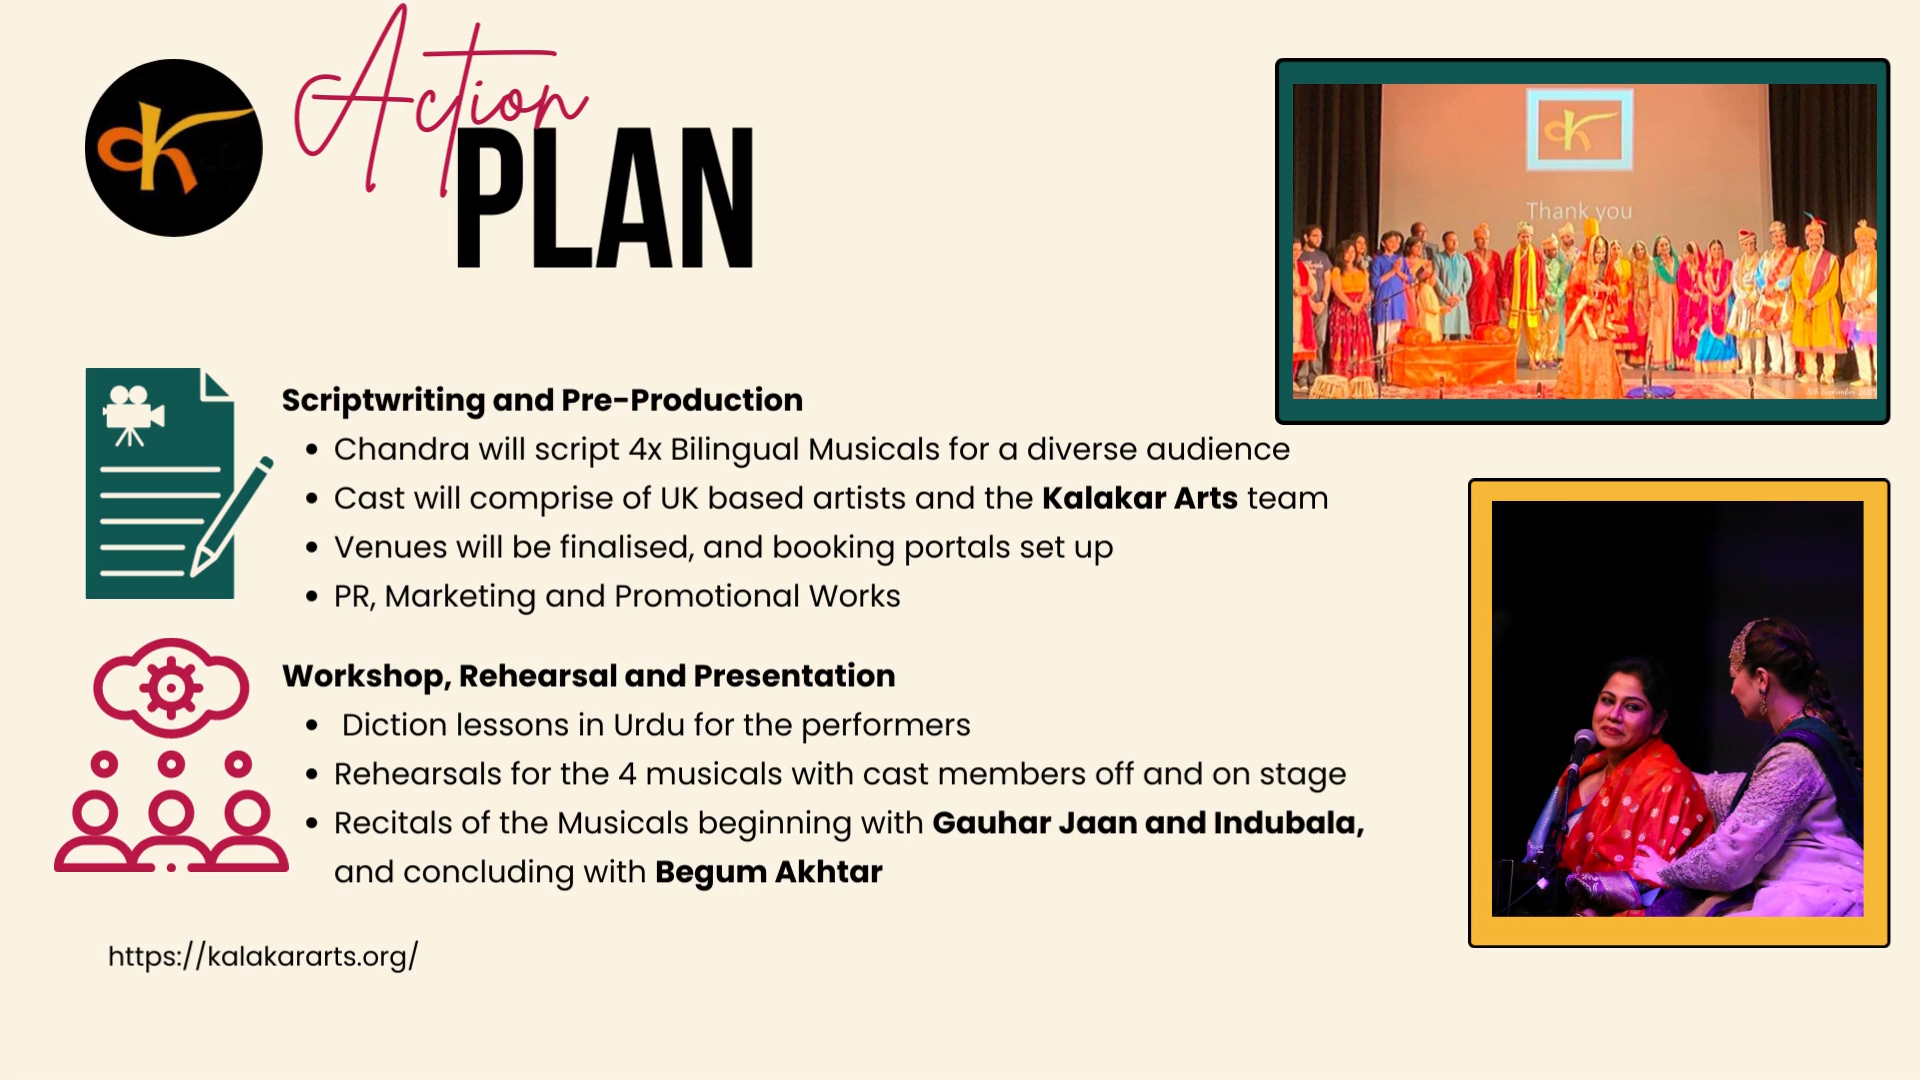 Action
PLAN
K
Thank you
Scriptwriting and Pre-Production
• Chandra will script 4x Bilingual Musicals for a diverse audience
• Cast will comprise of UK based artists and the Kalakar Arts team
• Venues will be finalised, and booking portals set up
• PR, Marketing and Promotional Works
Workshop, Rehearsal and Presentation
• Diction lessons in Urdu for the performers
• Rehearsals for the 4 musicals with cast members off and on stage
• Recitals of the Musicals beginning with Gauhar Jaan and Indubala,
and concluding with Begum Akhtar
https://kalakararts.org/